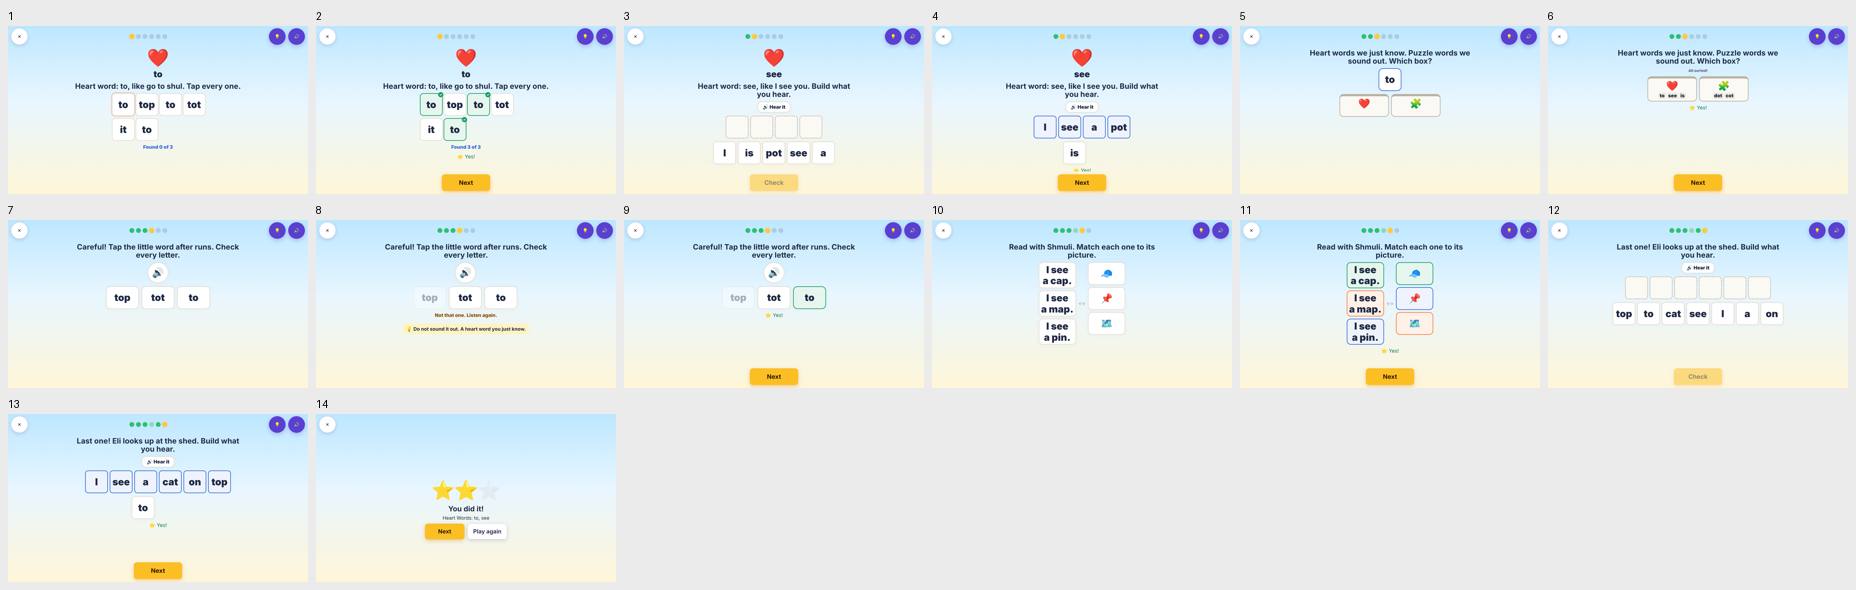 1
to
Heart word: to, like go to shul. Tap every one.
to top to tot
it to
Found 0 of 3
2
to
Heart word: to, like go to shul. Tap every one.
to top to tot
it to
Found 3 of 3
Yes!
Next
3
see
Heart word: see, like I see you. Build what
you hear.
Hear it
I is pot see a
Check
4
see
Heart word: see, like I see you. Build what
you hear.
Hear it
I see a pot
is
Yes!
Next
5
Heart words we just know. Puzzle words we
sound out. Which box?
to
6
Heart words we just know. Puzzle words we
sound out. Which box?
All sorted!
to see is
dot cot
Yes!
Next
7
Careful! Tap the little word after runs. Check
every letter.
top tot to
8
Careful! Tap the little word after runs. Check
every letter.
top tot to
Not that one. Listen again.
Do not sound it out. A heart word you just know.
9
Careful! Tap the little word after runs. Check
every letter.
top tot to
Yes!
Next
10
Read with Shmuli. Match each one to its
picture.
I see
a cap.
I see
a map.
I see
a pin.
11
Read with Shmuli. Match each one to its
picture.
I see
a cap.
I see
a map.
I see
a pin.
Yes!
Next
12
Last one! Eli looks up at the shed. Build what
you hear.
Hear it
top to cat see I a on
Check
13
Last one! Eli looks up at the shed. Build what
you hear.
Hear it
I see a cat on top
to
Yes!
Next
14
You did it!
Heart Words: to, see
Next Play again